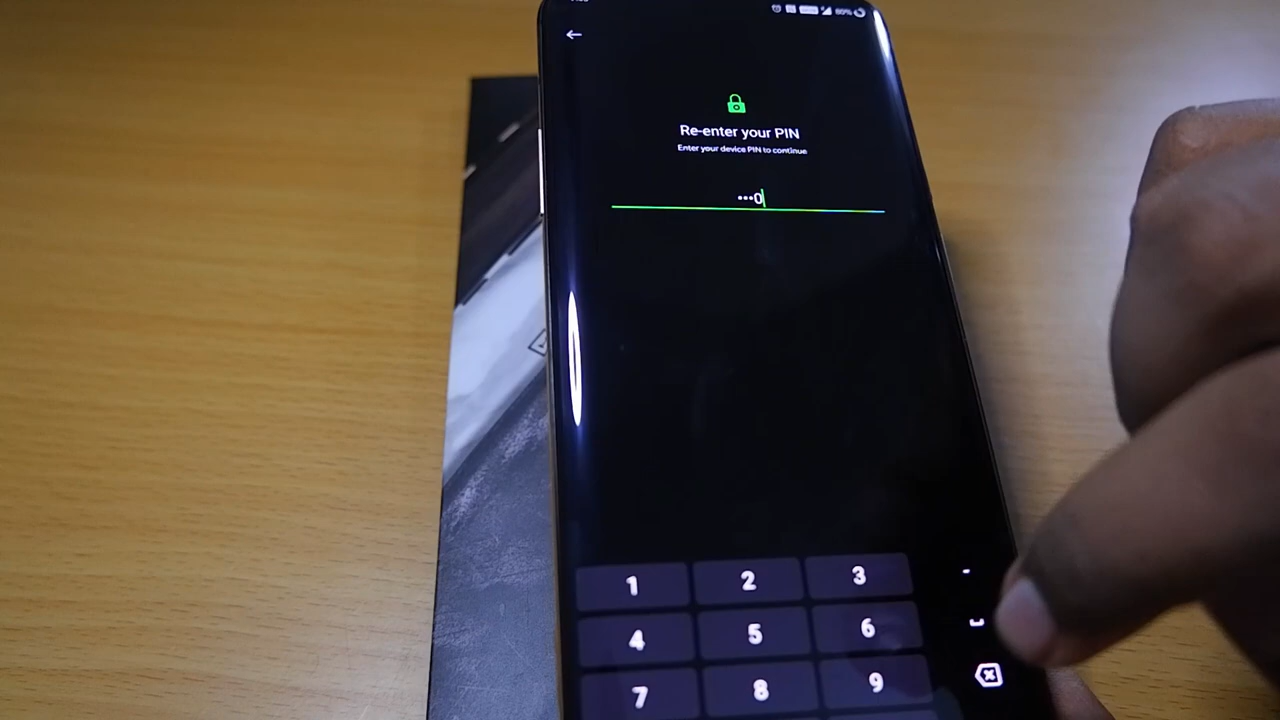 80%
Re-enter your PIN
Enter your device PIN to continue
•••0
1 2 3 -
4 5 6
7 8 9